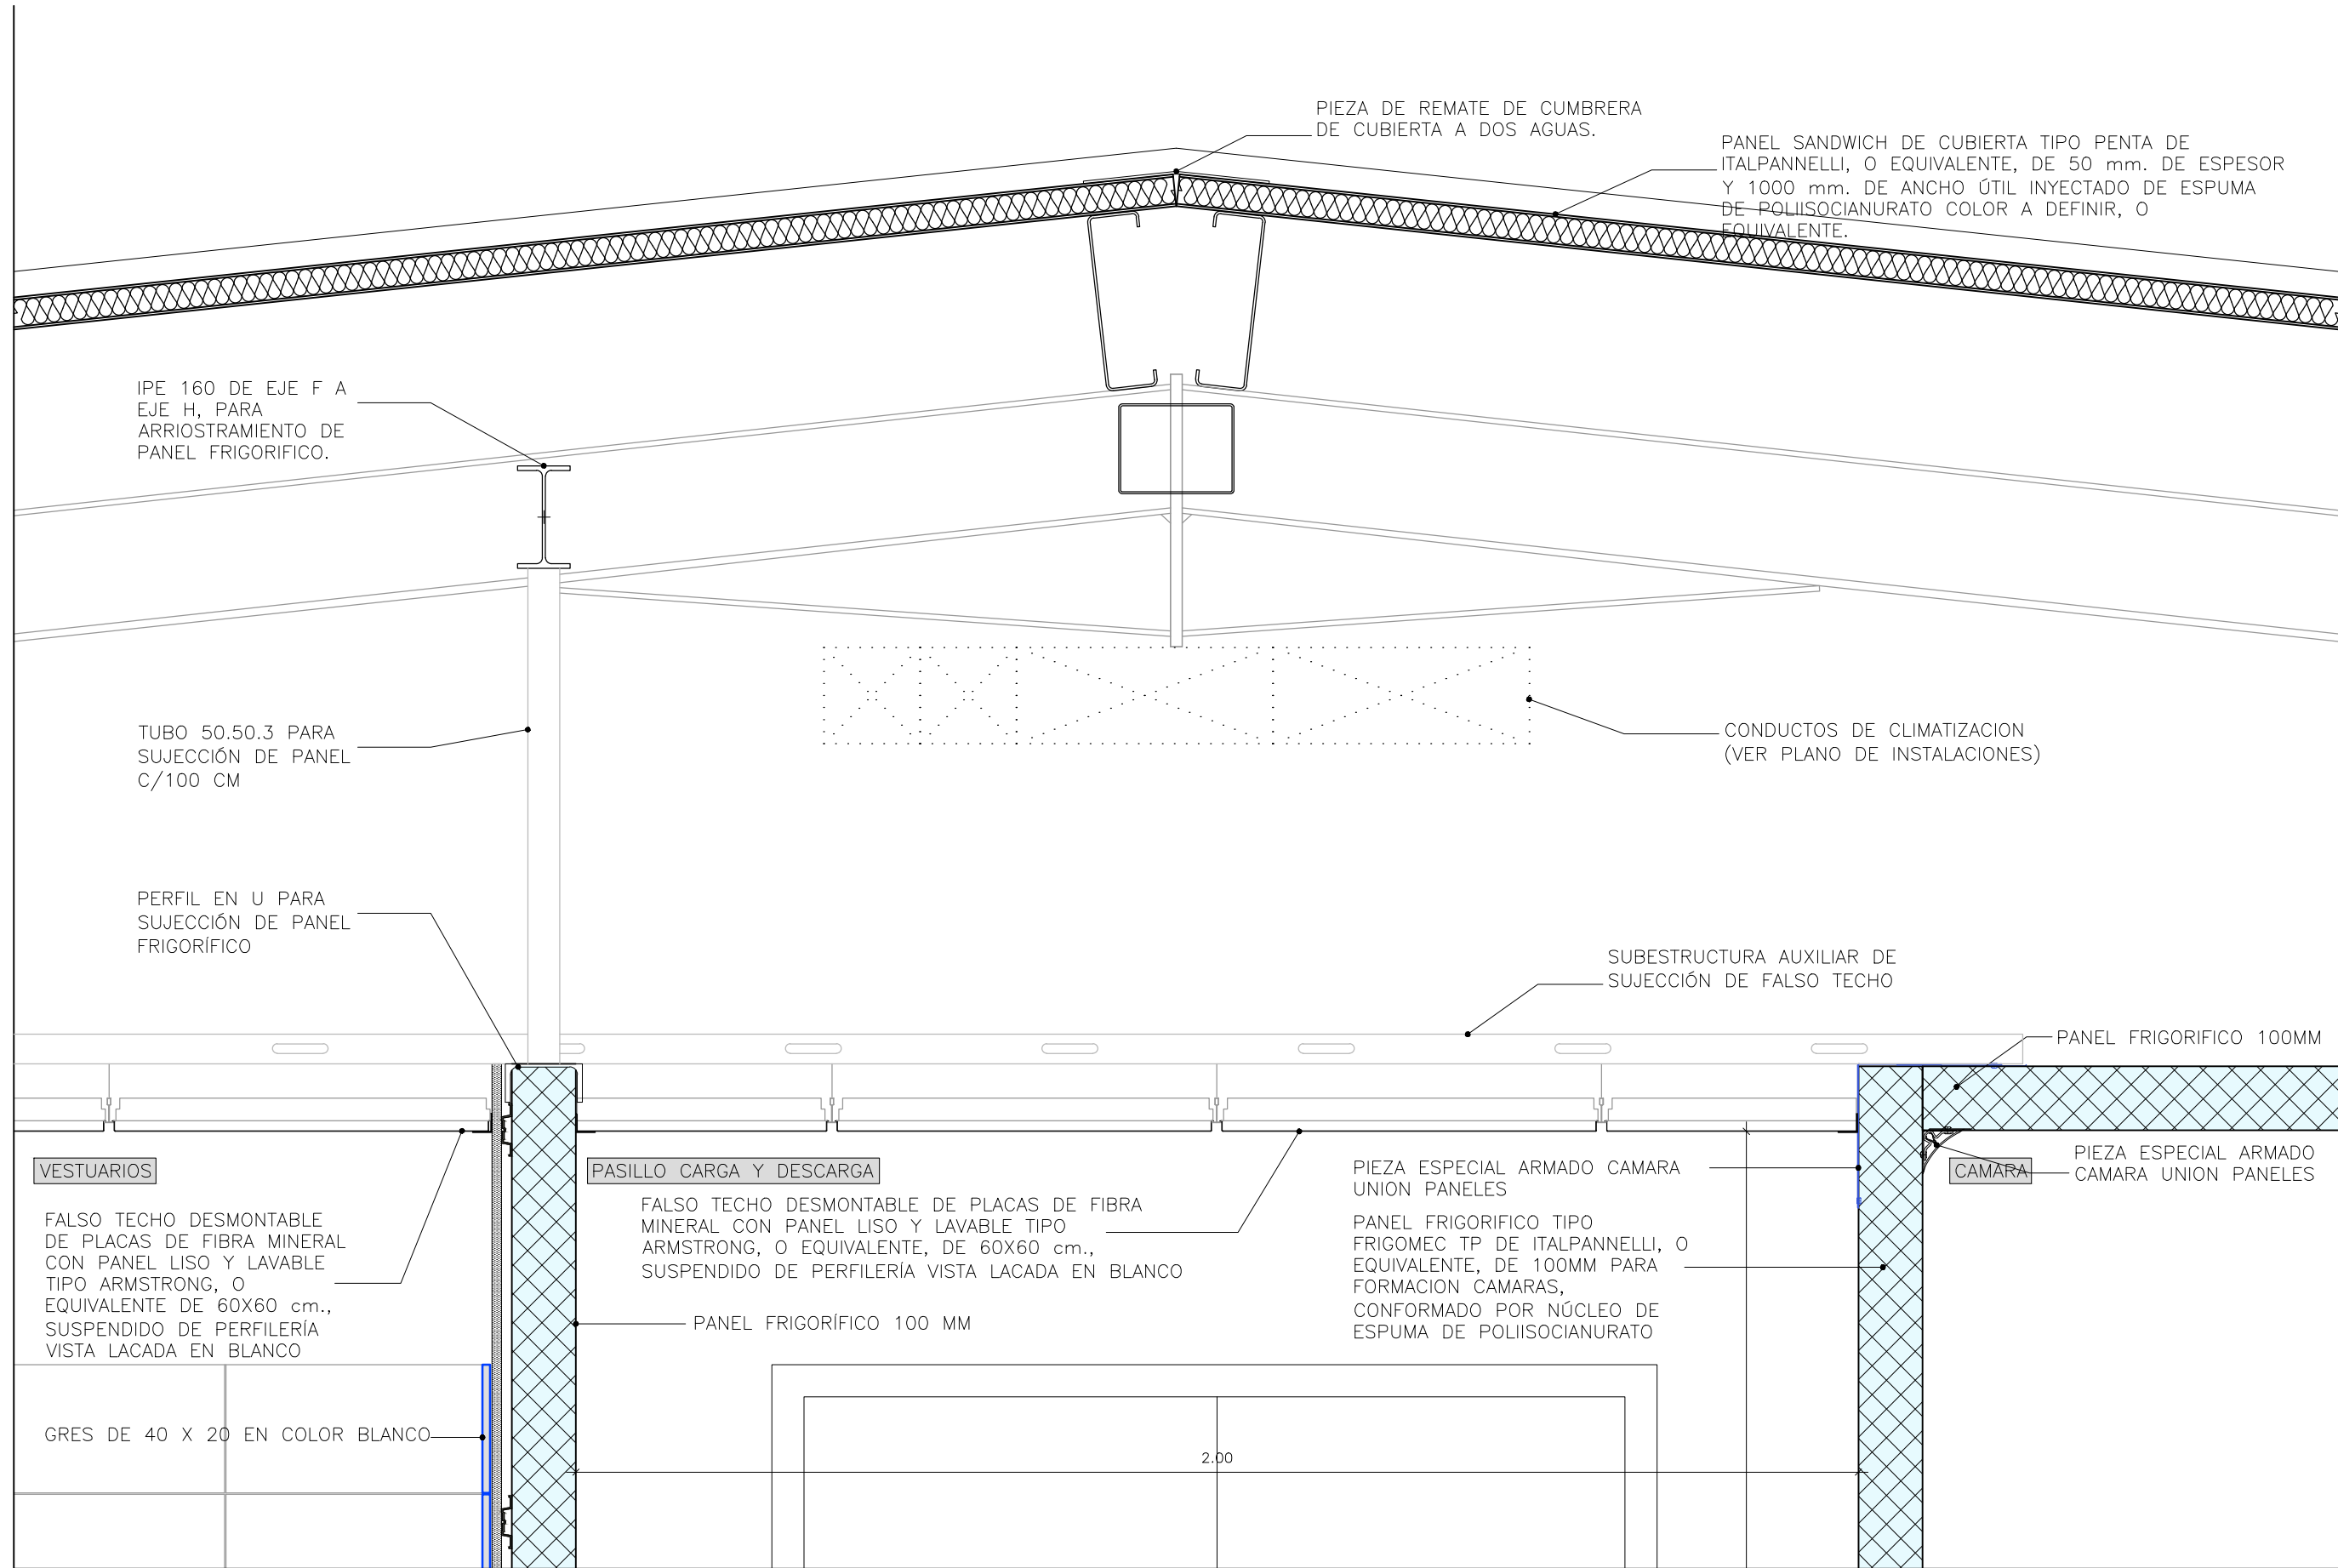 PIEZA DE REMATE DE CUMBRERA
DE CUBIERTA A DOS AGUAS.
PANEL SANDWICH DE CUBIERTA TIPO PENTA DE
ITALPANNELLI, O EQUIVALENTE, DE 50 mm. DE ESPESOR
Y 1000 mm. DE ANCHO ÚTIL INYECTADO DE ESPUMA
DE POLIISOCIANURATO COLOR A DEFINIR, O
EQUIVALENTE.
IPE 160 DE EJE F A
EJE H, PARA
ARRIOSTRAMIENTO DE
PANEL FRIGORIFICO.
TUBO 50.50.3 PARA
SUJECCIÓN DE PANEL
C/100 CM
CONDUCTOS DE CLIMATIZACION
(VER PLANO DE INSTALACIONES)
PERFIL EN U PARA
SUJECCIÓN DE PANEL
FRIGORÍFICO
SUBESTRUCTURA AUXILIAR DE
SUJECCIÓN DE FALSO TECHO
PANEL FRIGORIFICO 100MM
VESTUARIOS
PASILLO CARGA Y DESCARGA
PIEZA ESPECIAL ARMADO CAMARA
UNION PANELES
CAMARA
PIEZA ESPECIAL ARMADO
CAMARA UNION PANELES
FALSO TECHO DESMONTABLE
DE PLACAS DE FIBRA MINERAL
CON PANEL LISO Y LAVABLE
TIPO ARMSTRONG, O
EQUIVALENTE DE 60X60 cm.,
SUSPENDIDO DE PERFILERÍA
VISTA LACADA EN BLANCO
FALSO TECHO DESMONTABLE DE PLACAS DE FIBRA
MINERAL CON PANEL LISO Y LAVABLE TIPO
ARMSTRONG, O EQUIVALENTE, DE 60X60 cm.,
SUSPENDIDO DE PERFILERÍA VISTA LACADA EN BLANCO
PANEL FRIGORIFICO TIPO
FRIGOMEC TP DE ITALPANNELLI, O
EQUIVALENTE, DE 100MM PARA
FORMACION CAMARAS,
CONFORMADO POR NÚCLEO DE
ESPUMA DE POLIISOCIANURATO
PANEL FRIGORÍFICO 100 MM
GRES DE 40 X 20 EN COLOR BLANCO
2.00